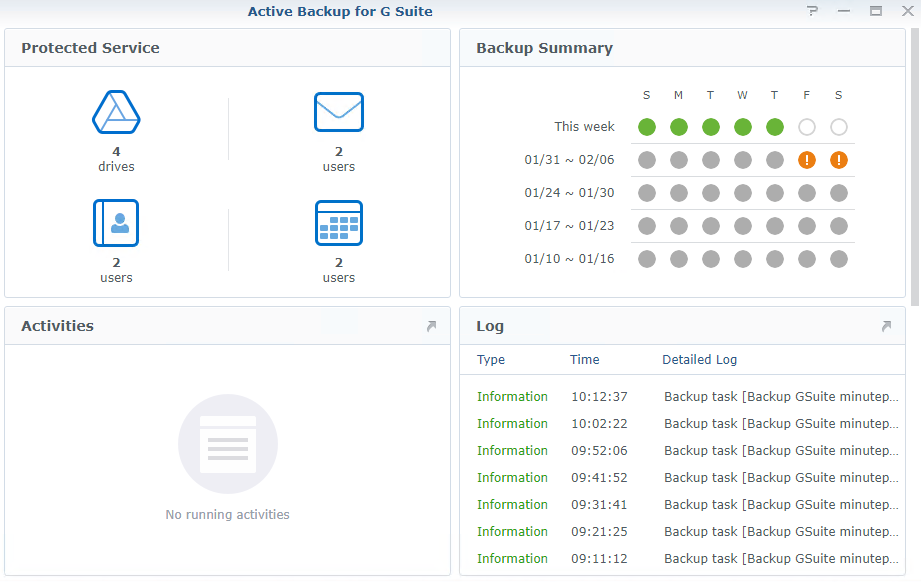 Active Backup for G Suite
Protected Service
4
drives
2
users
2
users
2
users
Backup Summary
S M T W T F S
This week
01/31 ~ 02/06 ! !
01/24 ~ 01/30
01/17 ~ 01/23
01/10 ~ 01/16
Activities
No running activities
Log
Type Time Detailed Log
Information 10:12:37 Backup task [Backup GSuite minutep...
Information 10:02:22 Backup task [Backup GSuite minutep...
Information 09:52:06 Backup task [Backup GSuite minutep...
Information 09:41:52 Backup task [Backup GSuite minutep...
Information 09:31:41 Backup task [Backup GSuite minutep...
Information 09:21:25 Backup task [Backup GSuite minutep...
Information 09:11:12 Backup task [Backup GSuite minutep...